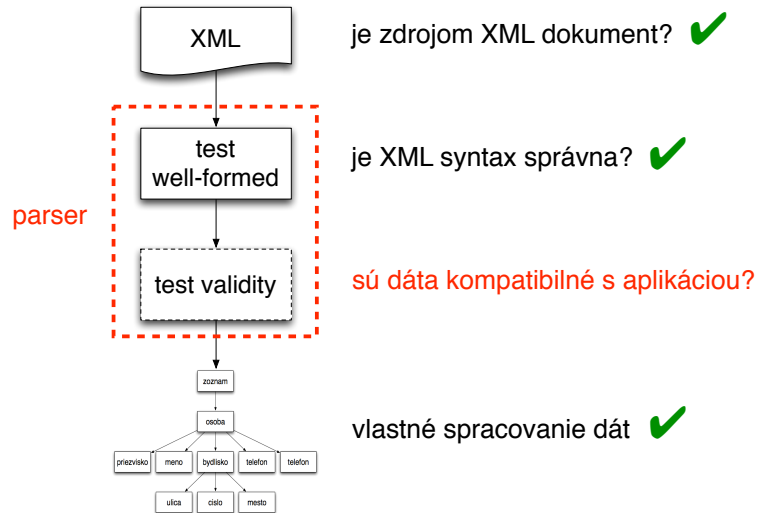 XML
je zdrojom XML dokument?
test
well-formed
je XML syntax správna?
parser
test validity
sú dáta kompatibilné s aplikáciou?
zoznam
osoba
vlastné spracovanie dát
priezvisko meno bydlisko telefon telefon
ulica cislo mesto